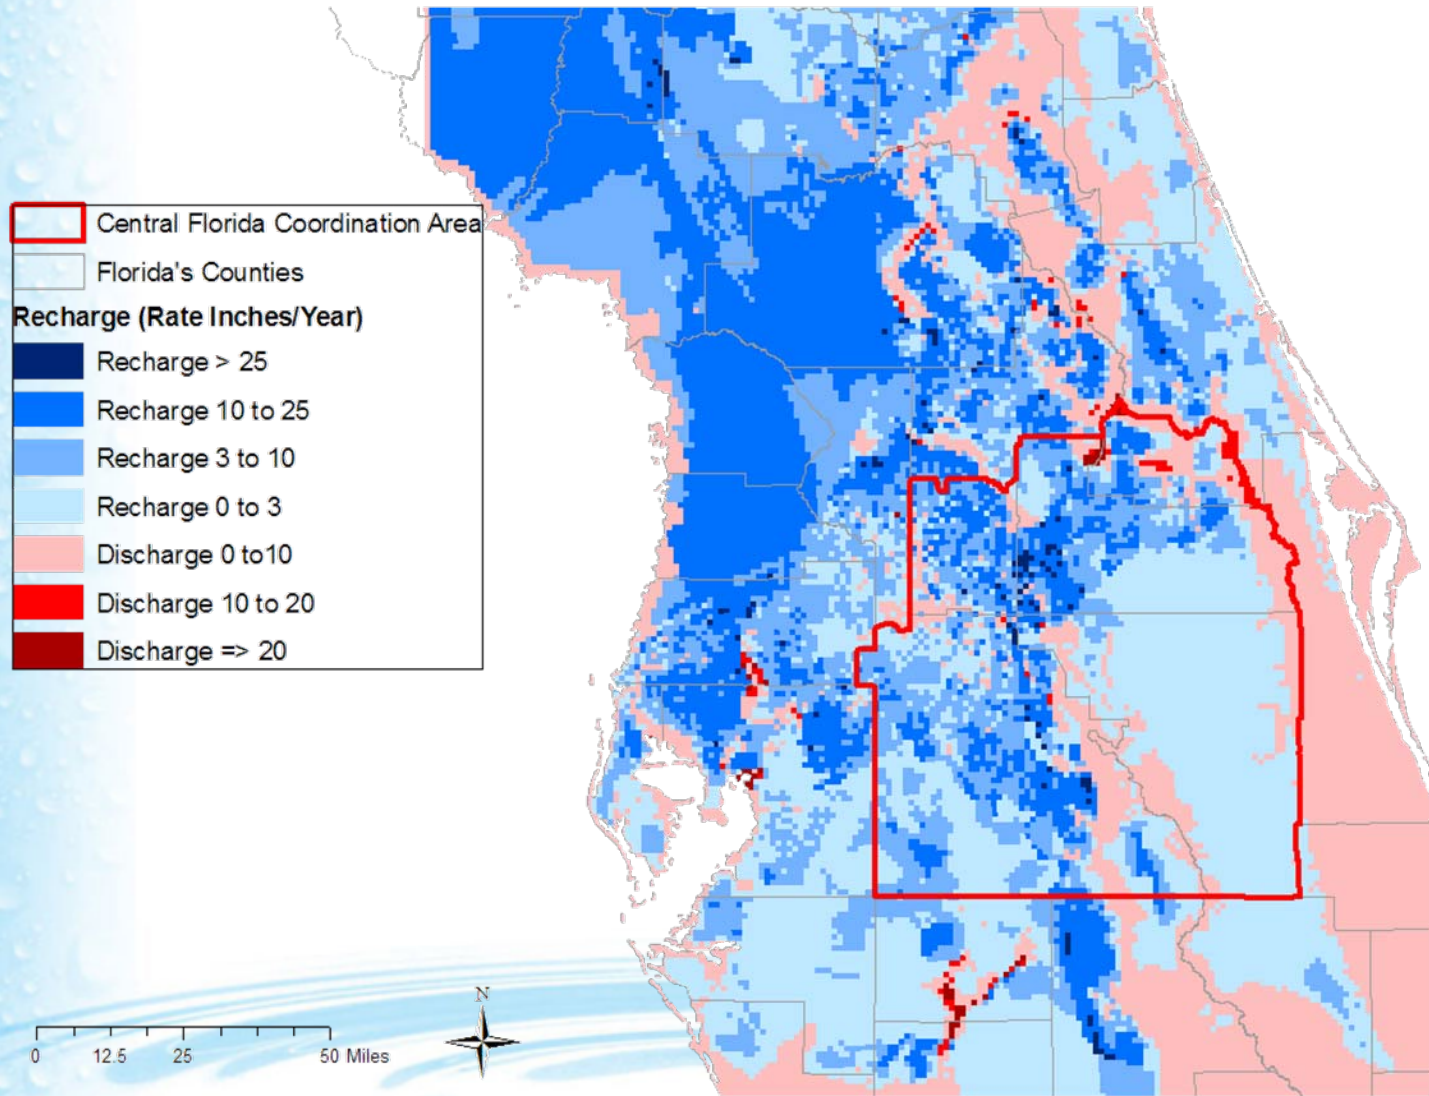 Central Florida Coordination Area
Florida's Counties
Recharge (Rate Inches/Year)
Recharge > 25
Recharge 10 to 25
Recharge 3 to 10
Recharge 0 to 3
Discharge 0 to10
Discharge 10 to 20
Discharge => 20
N
0 12.5 25 50 Miles